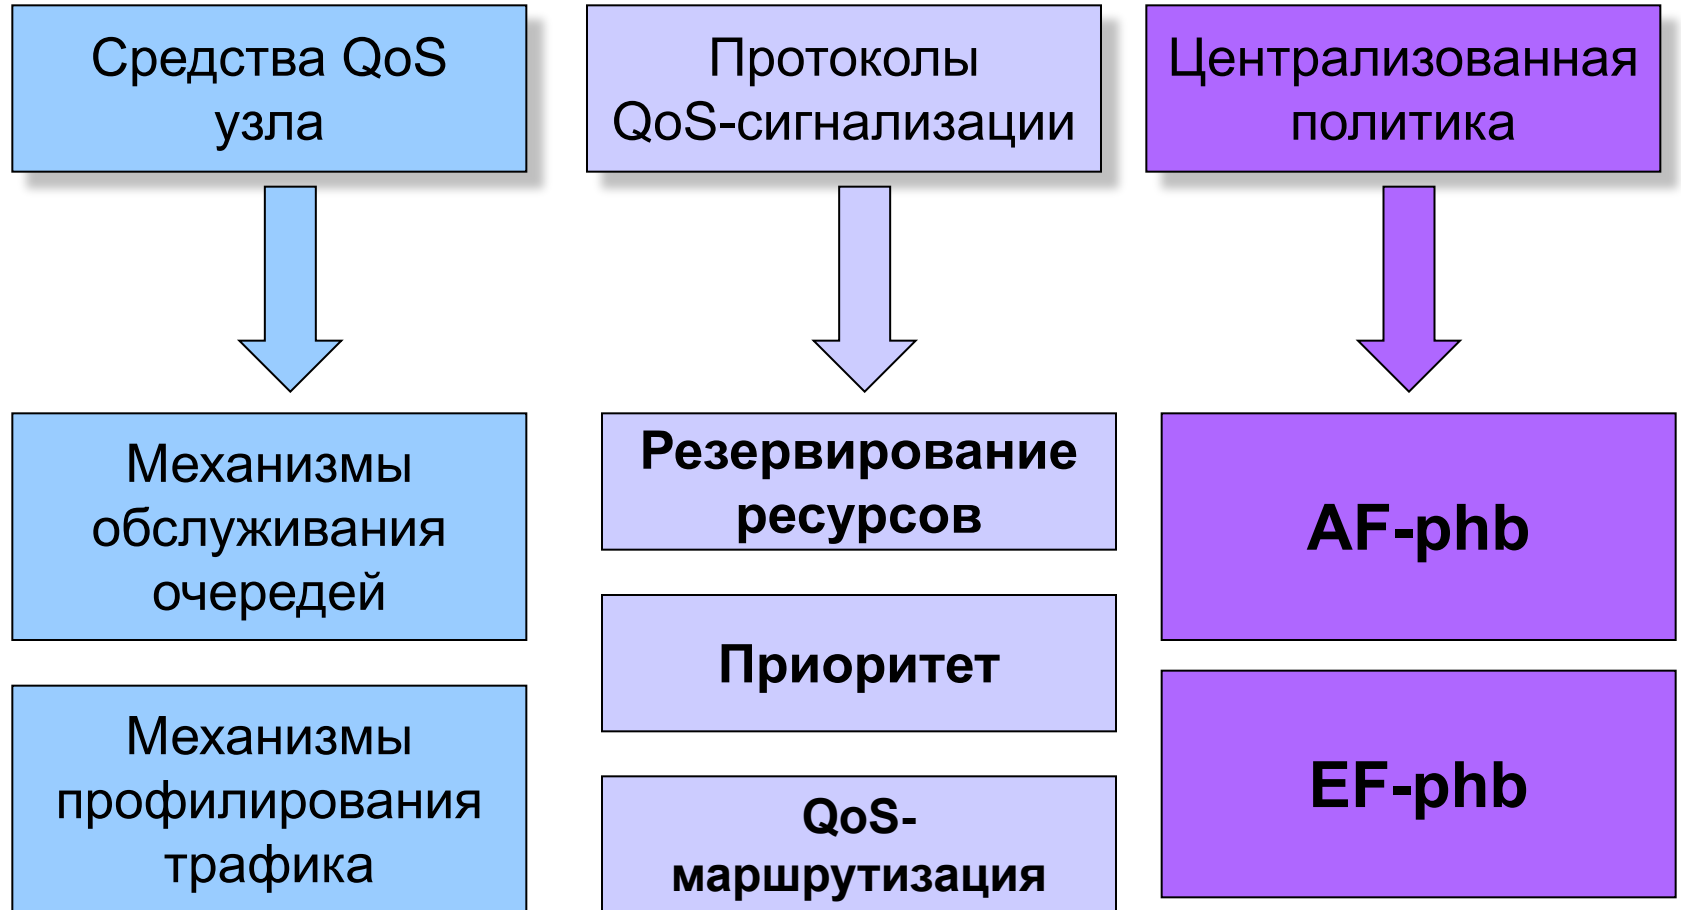 Средства QoS
узла
Протоколы
QoS-сигнализации
Централизованная
политика
Механизмы
обслуживания
очередей
Механизмы
профилирования
трафика
Резервирование
ресурсов
Приоритет
QoS-
маршрутизация
AF-phb
EF-phb